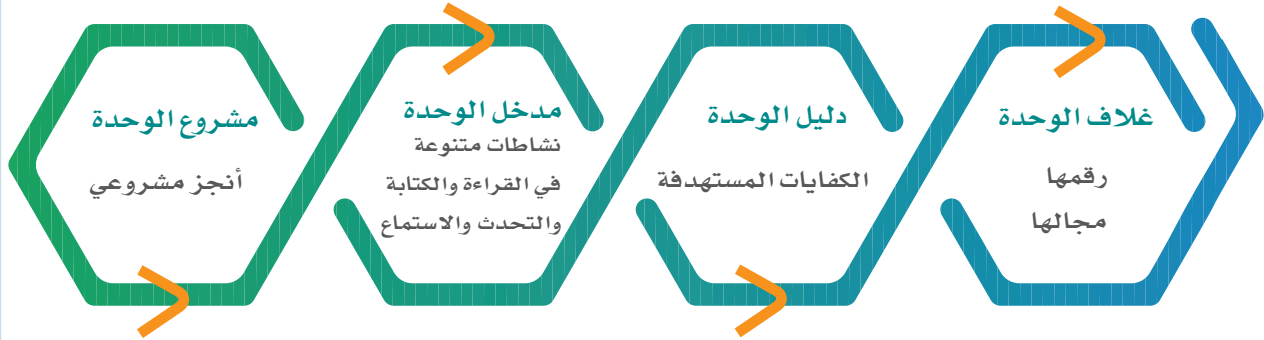 غلاف الوحدة
رقمها
مجالها
دليل الوحدة
الكفايات المستهدفة
مدخل الوحدة
نشاطات متنوعة
في القراءة والكتابة
والتحدث والاستماع
مشروع الوحدة
أنجز مشروعي